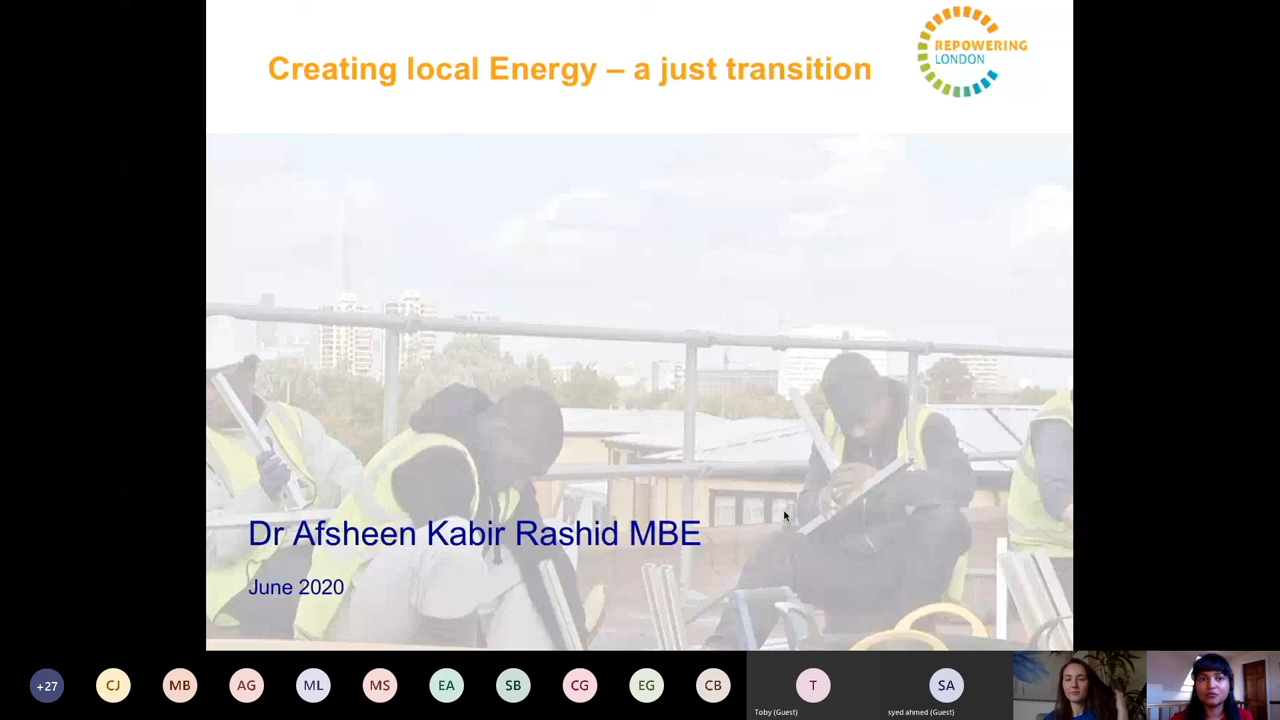 Creating local Energy – a just transition
REPOWERING
LONDON
Dr Afsheen Kabir Rashid MBE
June 2020
+27
CJ
MB
AG
ML
MS
EA
SB
CG
EG
CB
T
SA
Toby (Guest)
syed ahmed (Guest)